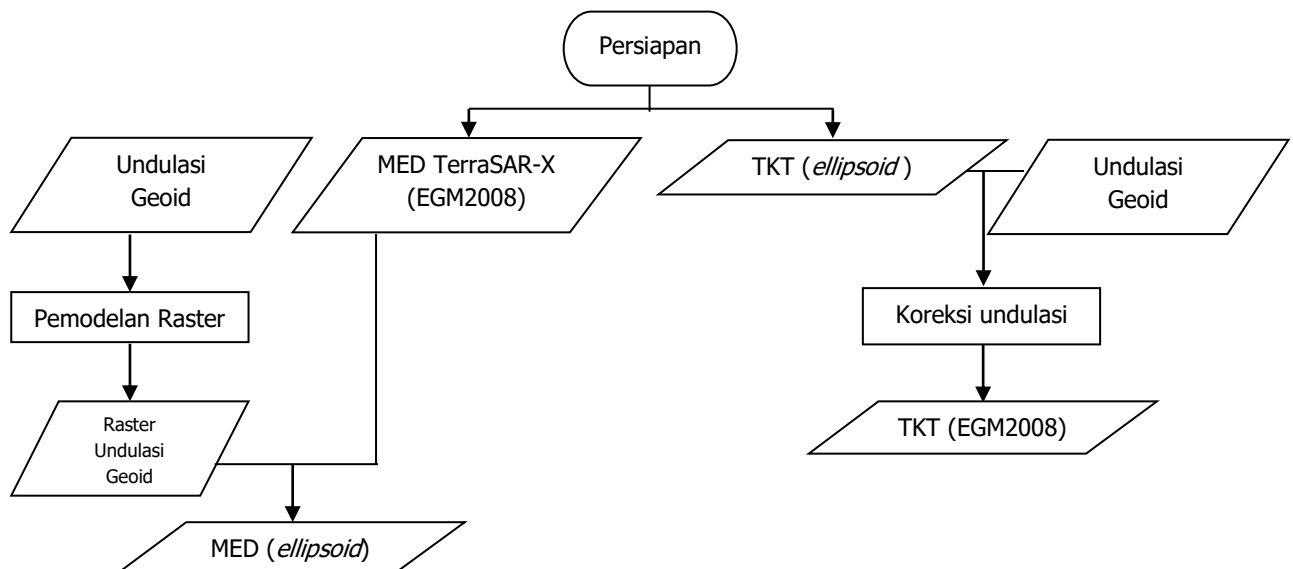 Persiapan
Undulasi
Geoid
MED TerraSAR-X
(EGM2008)
TKT (ellipsoid )
Undulasi
Geoid
Pemodelan Raster
Koreksi undulasi
Raster
Undulasi
Geoid
TKT (EGM2008)
MED (ellipsoid)